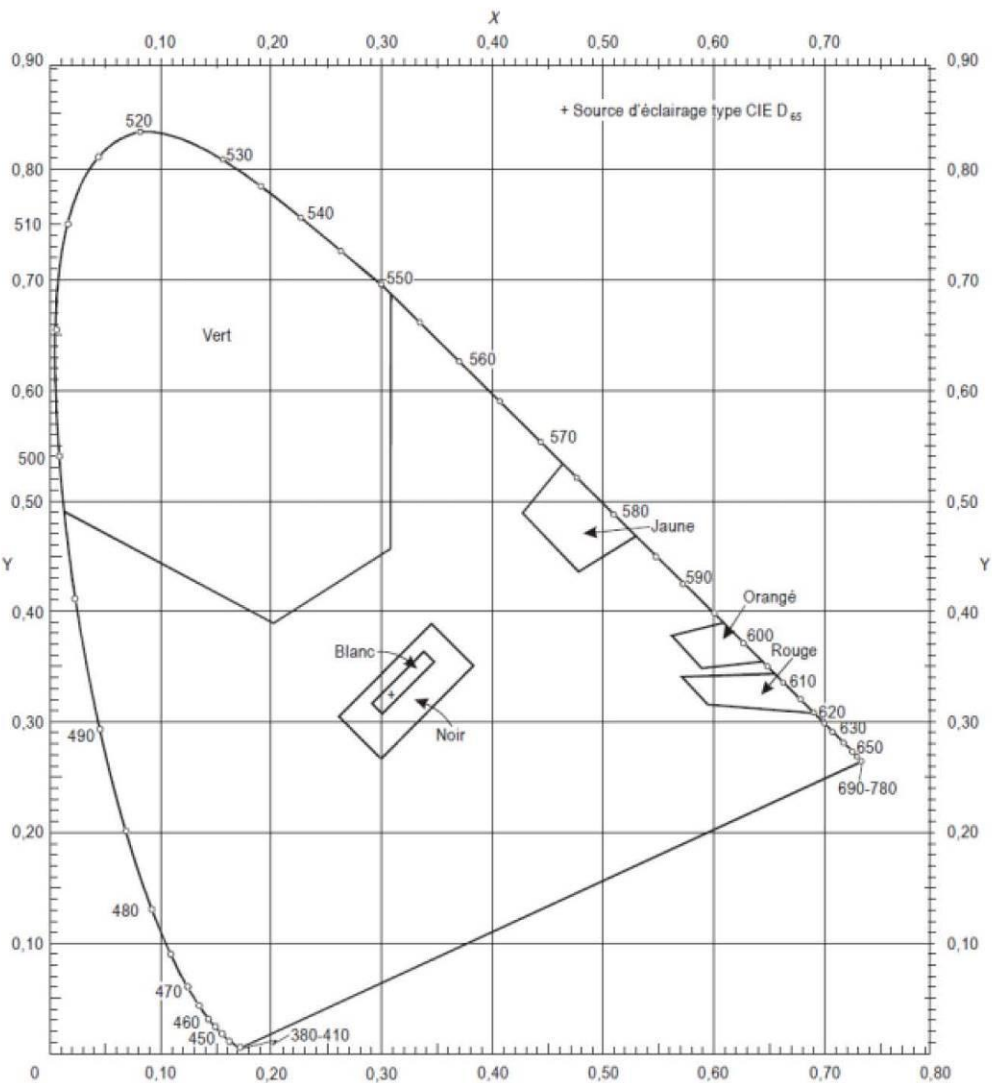 X
0,10 0,20 0,30 0,40 0,50 0,60 0,70
0,90 0,90
+ Source d'éclairage type CIE D 65
520
530
0,80 0,80
510
540
0,70 550 0,70
Vert
560
0,60 0,60
570
500
0,50 580 0,50
Jaune
Y Y
590
Orangé
0,40 600 0,40
Blanc Rouge
610
620
0,30 630 0,30
490 Noir 650
690-780
0,20 0,20
480
0,10 0,10
470
460
450 380-410
0 0,10 0,20 0,30 0,40 0,50 0,60 0,70 0,80